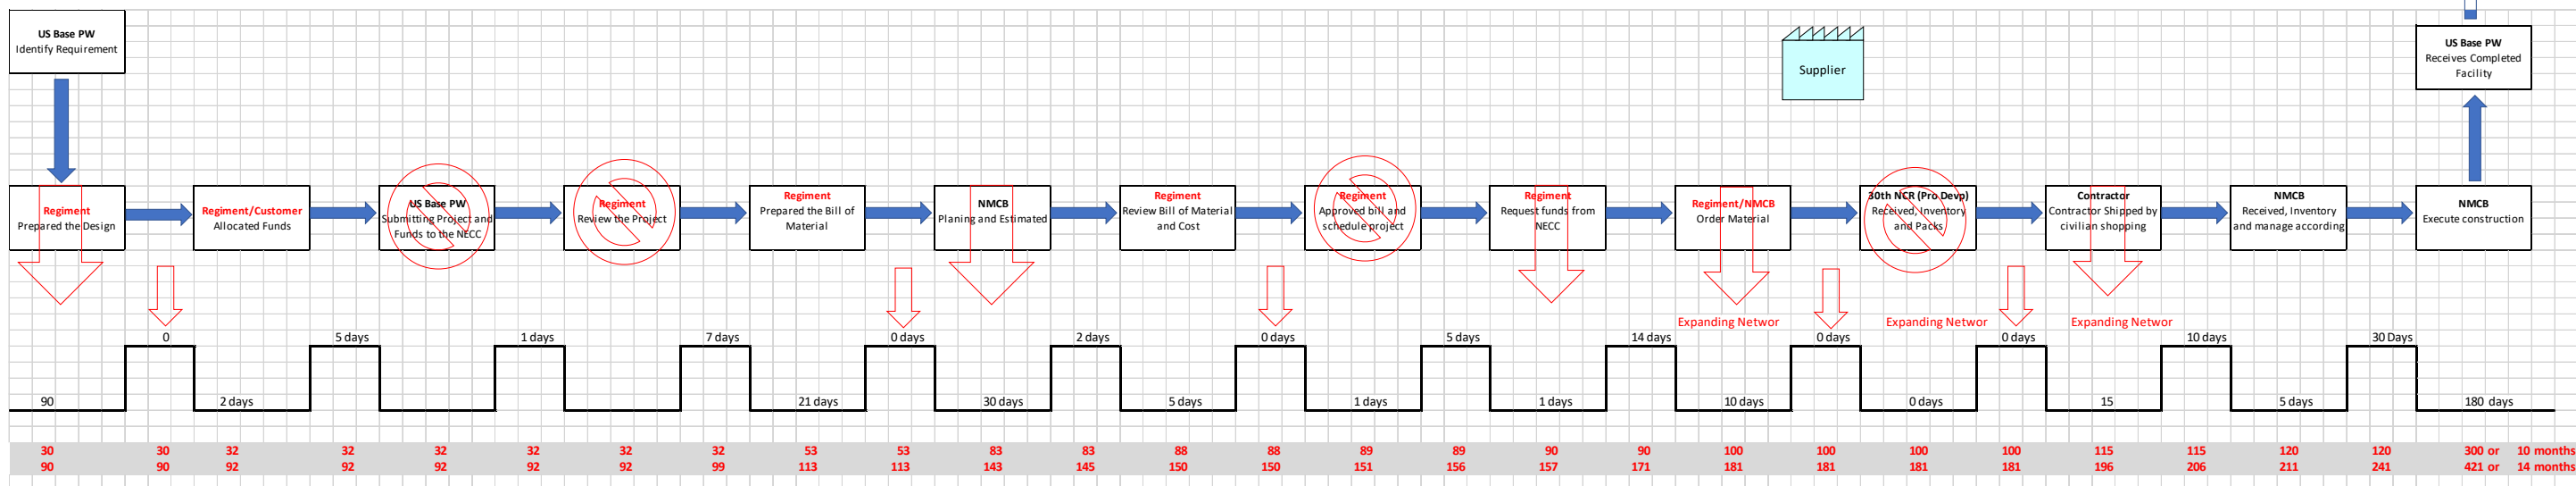 US Base PW
Identify Requirement
Supplier
US Base PW
Receives Completed
Facility
Regiment
Prepared the Design
Regiment/Customer
Allocated Funds
US Base PW
Submitting Project and
Funds to the NECC
Regiment
Review the Project
Regiment
Prepared the Bill of
Material
NMCB
Planing and Estimated
Regiment
Review Bill of Material
and Cost
Regiment
Approved bill and
schedule project
Regiment
Request funds from
NECC
Regiment/NMCB
Order Material
30th NCR (Pro Devp)
Received, Inventory
and Packs
Contractor
Contractor Shipped by
civilian shopping
NMCB
Received, Inventory
and manage according
NMCB
Execute construction
Expanding Networ
Expanding Networ
Expanding Networ
0
5 days
1 days
7 days
0 days
2 days
0 days
5 days
14 days
0 days
0 days
10 days
30 Days
90
2 days
21 days
30 days
5 days
1 days
1 days
10 days
0 days
15
5 days
180 days
30 30 32 32 32 32 32 32 53 53 83 83 88 88 89 89 90 90 100 100 100 100 115 115 120 120 300 or 10 months
90 90 92 92 92 92 92 99 113 113 143 145 150 150 151 156 157 171 181 181 181 181 196 206 211 241 421 or 14 months